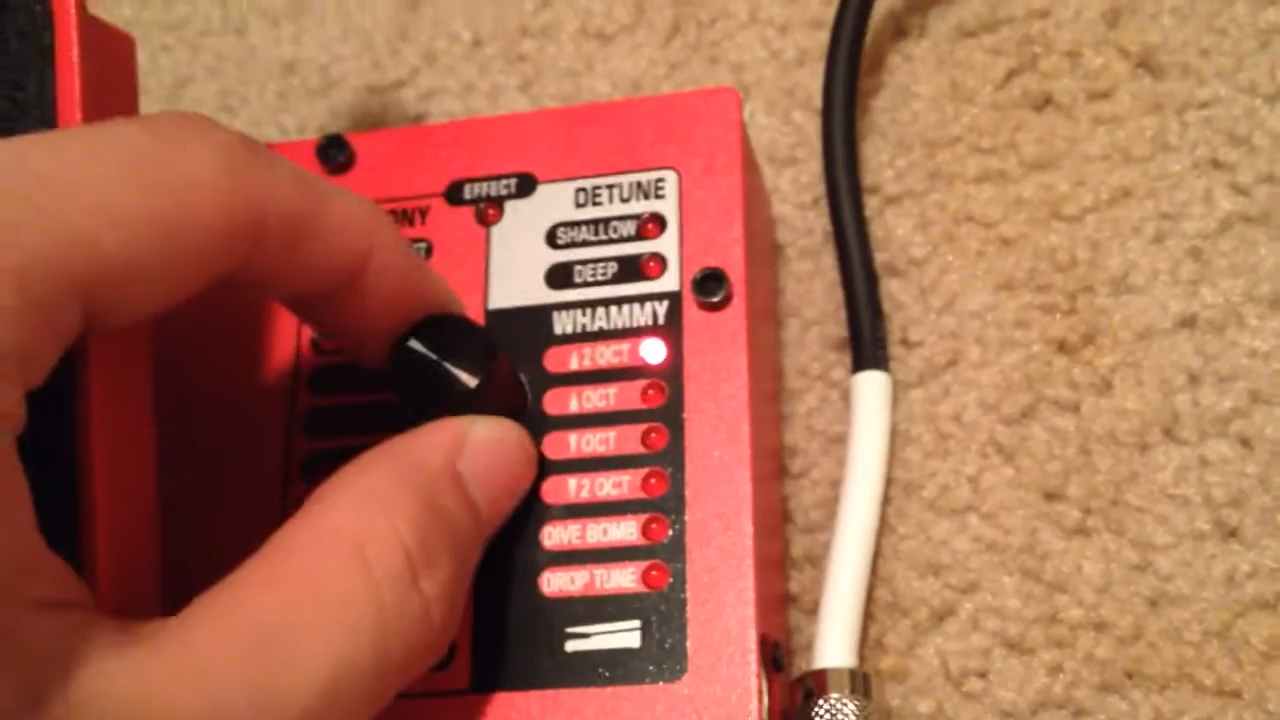 EFFECT
DETUNE
SHALLOW
DEEP
WHAMMY
▲2 OCT
▲OCT
▼OCT
▼2 OCT
DIVE BOMB
DROP TUNE